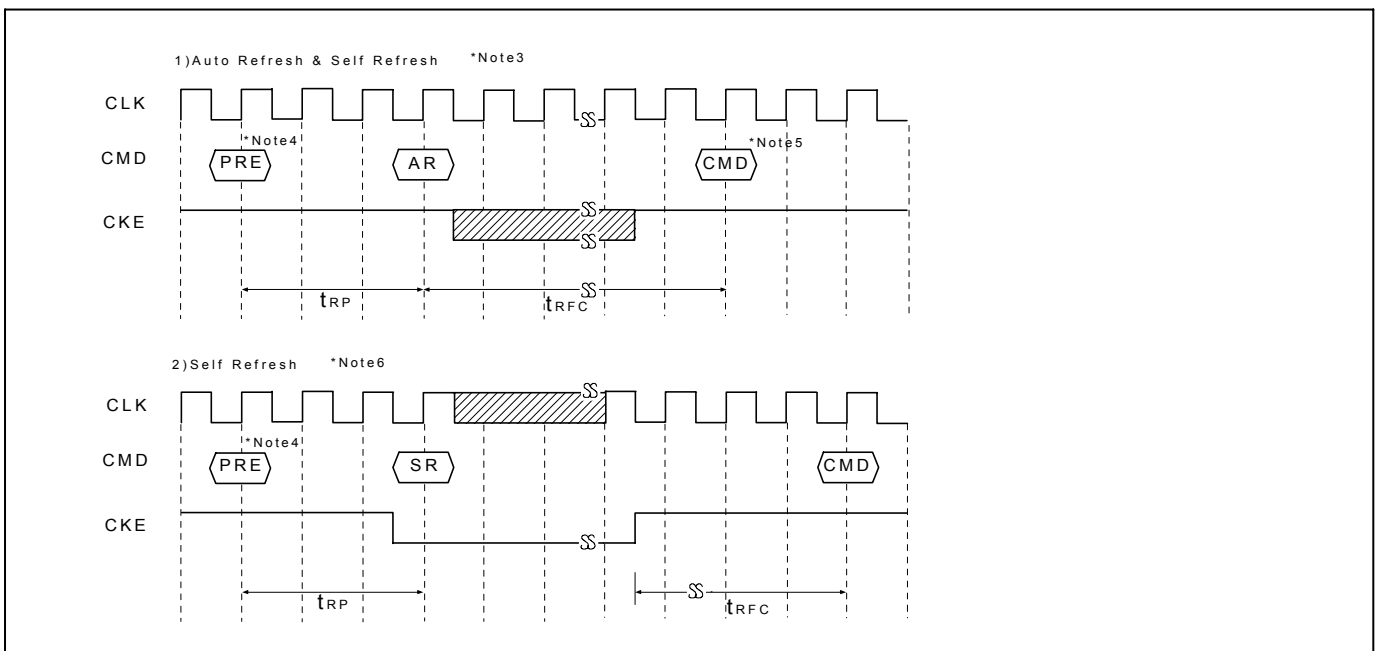 1)Auto Refresh & Self Refresh *Note3
CLK
CMD PRE *Note4 AR CMD *Note5
CKE
tRP tRFC
2)Self Refresh *Note6
CLK
CMD PRE *Note4 SR CMD
CKE
tRP tRFC